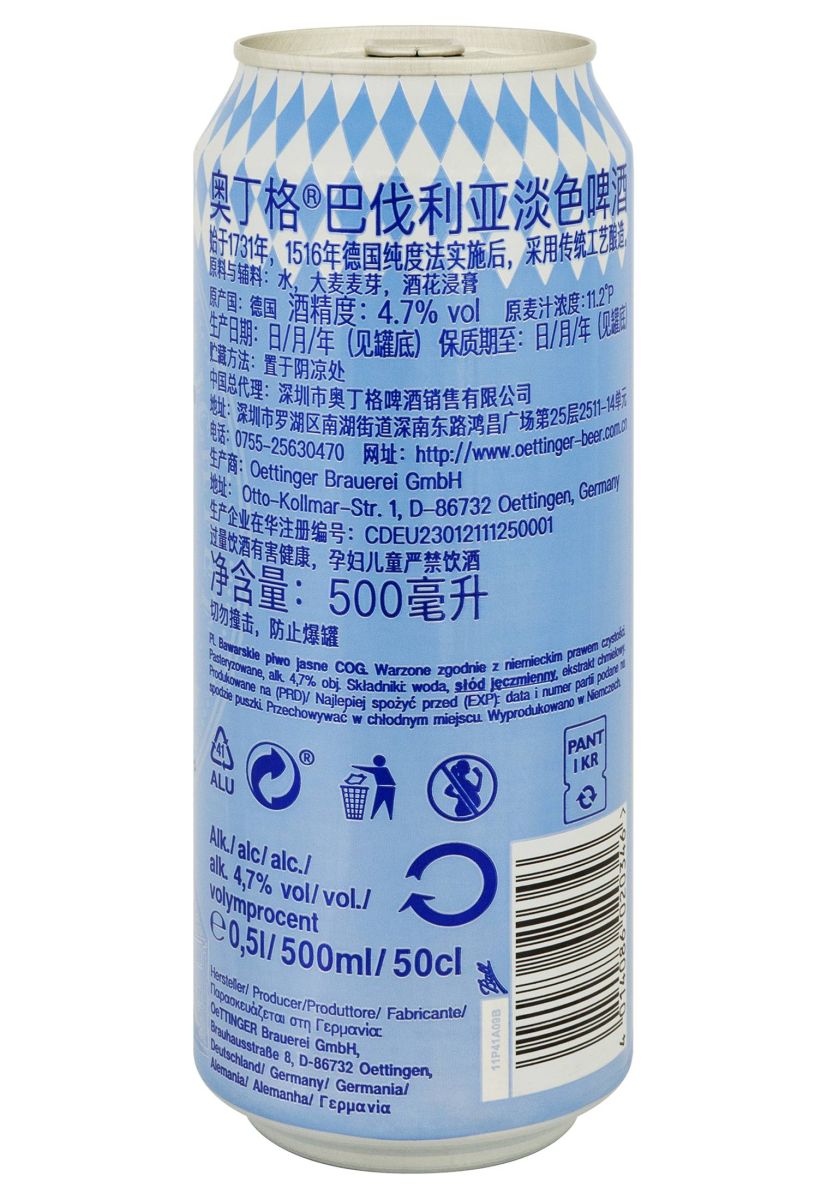 奥丁格®巴伐利亚淡色啤酒
始于1731年，1516年德国纯度法实施后，采用传统工艺酿造。
原料与辅料：水，大麦麦芽，酒花浸膏
原产国：德国 酒精度：4.7% vol 原麦汁浓度：11.2°P
生产日期：日/月/年（见罐底） 保质期至：日/月/年（见罐底）
贮藏方法：置于阴凉处
中国总代理：深圳市奥丁格啤酒销售有限公司
地址：深圳市罗湖区南湖街道深南东路鸿昌广场第25层2511-14单元
电话：0755-25630470 网址：http://www.oettinger-beer.com.cn
生产商：Oettinger Brauerei GmbH
地址：Otto-Kollmar-Str. 1, D-86732 Oettingen, Germany
生产企业在华注册编号：CDEU23012111250001
过量饮酒有害健康，孕妇儿童严禁饮酒
净含量：500毫升
切勿撞击，防止爆罐
PL Bawarskie piwo jasne COG. Warzone zgodnie z niemieckim prawem czystości.
Pasteryzowane, alk. 4,7% obj. Składniki: woda, słód jęczmienny, ekstrakt chmielowy.
Produkowane na (PRD)/ Najlepiej spożyć przed (EXP): data i numer partii podane na
spodzie puszki. Przechowywać w chłodnym miejscu. Wyprodukowano w Niemczech.
41
ALU
®
PANT
1 KR
Alk./alc/alc./
alk. 4,7% vol/vol./
volymprocent
℮0,5l/500ml/50cl
Ball
11P41A09B
Hersteller/ Producer/Produttore/ Fabricante/
Παρασκευάζεται στη Γερμανία:
OeTTINGER Brauerei GmbH,
Brauhausstraße 8, D-86732 Oettingen,
Deutschland/ Germany/ Germania/
Alemania/ Alemanha/ Γερμανία
4 014086 020346 >